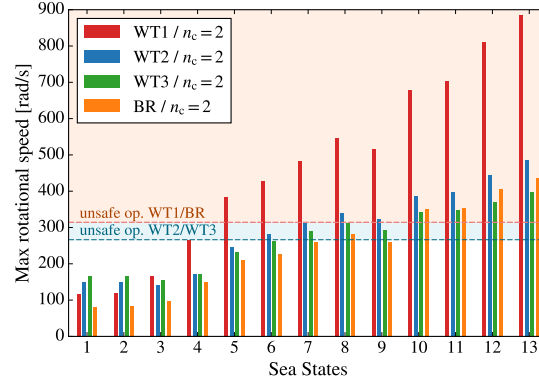 900
800
700
600
500
400
300
200
100
0
Max rotational speed [rad/s]
WT1 / n_c = 2
WT2 / n_c = 2
WT3 / n_c = 2
BR / n_c = 2
unsafe op. WT1/BR
unsafe op. WT2/WT3
1 2 3 4 5 6 7 8 9 10 11 12 13
Sea States